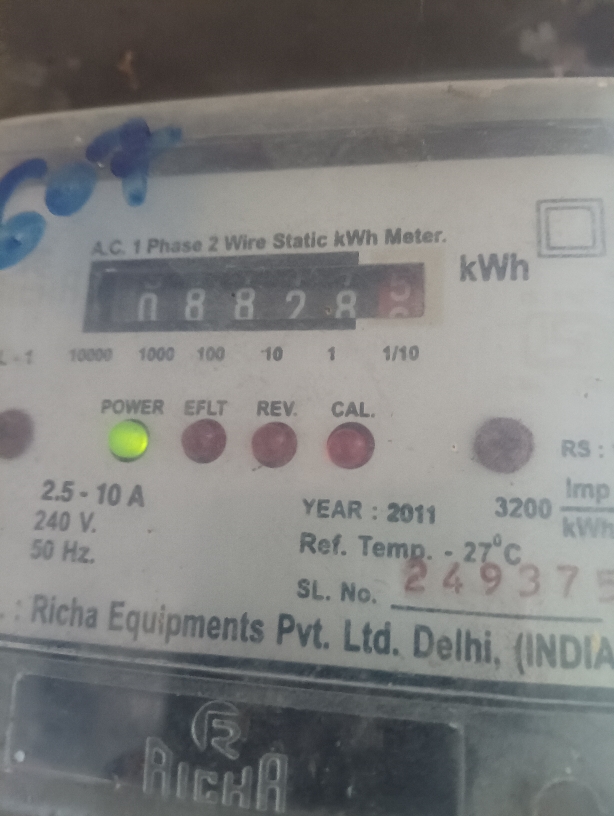 A.C. 1 Phase 2 Wire Static kWh Meter.
08828 kWh
10000 1000 100 10 1 1/10
POWER EFLT REV. CAL.
2.5 - 10 A
240 V.
50 Hz.
YEAR : 2011
3200 Imp
kWh
RS :
Ref. Temp. - 27°C
SL. No. 249375
: Richa Equipments Pvt. Ltd. Delhi, (INDIA
RICHA